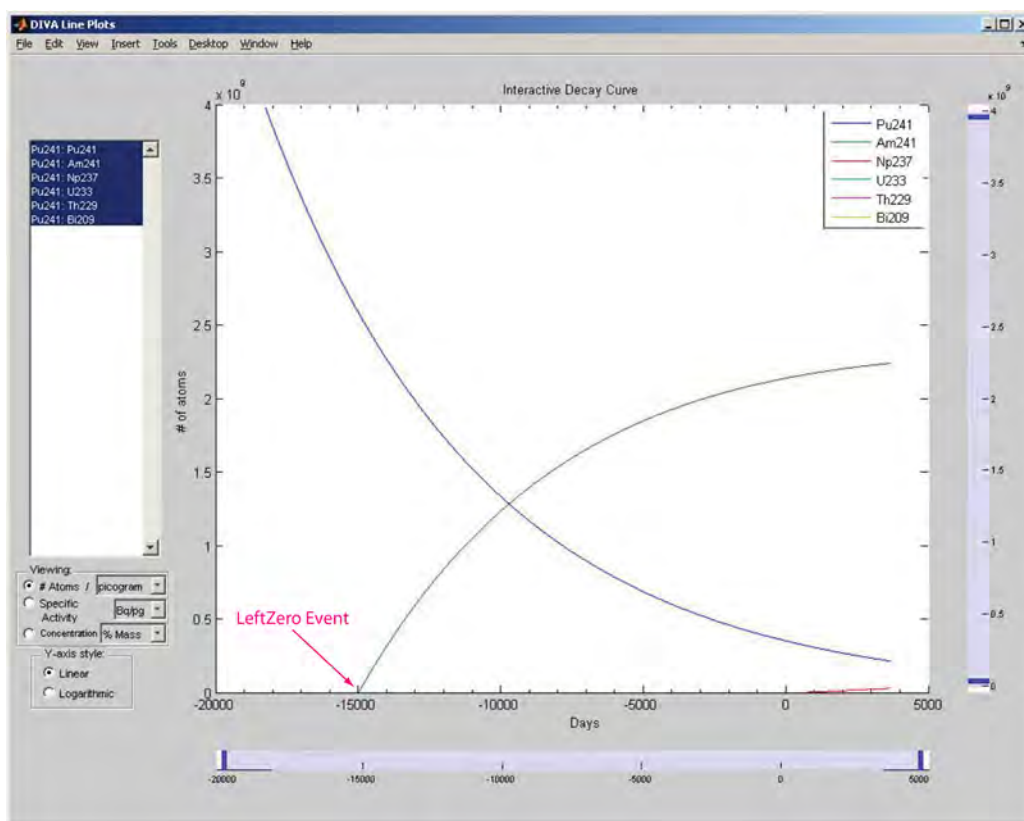 DIVA Line Plots
File Edit View Insert Tools Desktop Window Help
Interactive Decay Curve
x 10^9
4
3.5
3
2.5
2
1.5
1
0.5
0
# of atoms
-20000 -15000 -10000 -5000 0 5000
Days
Pu241
Am241
Np237
U233
Th229
Bi209
LeftZero Event
Pu241: Pu241
Pu241: Am241
Pu241: Np237
Pu241: U233
Pu241: Th229
Pu241: Bi209
Viewing:
# Atoms / picogram
Specific Activity Bq/pg
Concentration % Mass
Y-axis style:
Linear
Logarithmic
x 10^9
4
3.5
3
2.5
2
1.5
1
0.5
0
-20000 -15000 -10000 -5000 0 5000